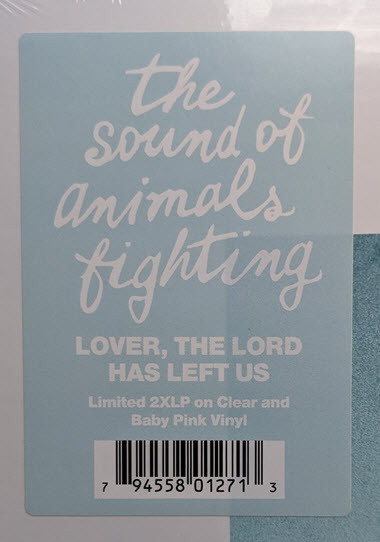 the
sound of
animals
fighting
LOVER, THE LORD
HAS LEFT US
Limited 2XLP on Clear and
Baby Pink Vinyl
7 94558 01271 3